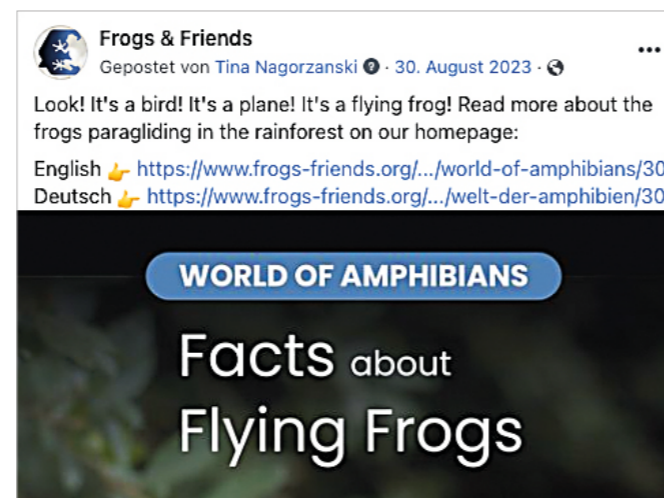 Frogs & Friends
Gepostet von Tina Nagorzanski · 30. August 2023 ·
Look! It's a bird! It's a plane! It's a flying frog! Read more about the
frogs paragliding in the rainforest on our homepage:
English 👉 https://www.frogs-friends.org/.../world-of-amphibians/30
Deutsch 👉 https://www.frogs-friends.org/.../welt-der-amphibien/30
WORLD OF AMPHIBIANS
Facts about
Flying Frogs